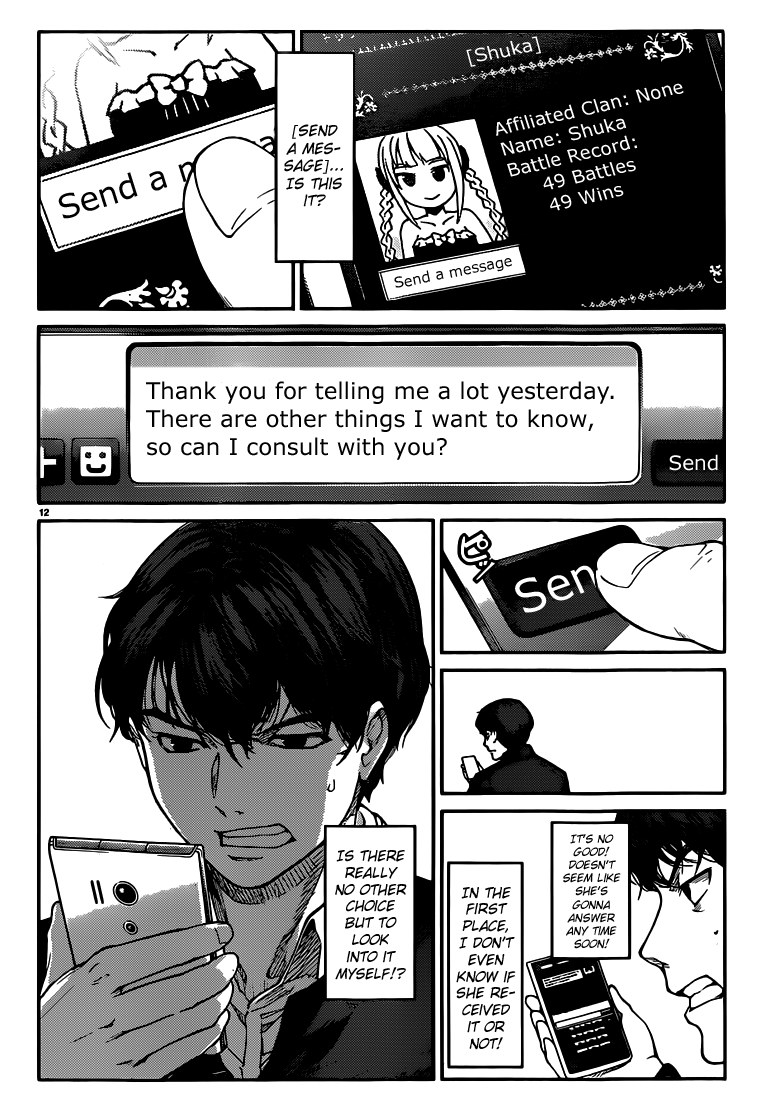 [Shuka]
Affiliated Clan: None
Name: Shuka
Battle Record:
49 Battles
49 Wins
Send a message
[SEND
A MES-
SAGE]...
IS THIS
IT?
Send a
Thank you for telling me a lot yesterday.
There are other things I want to know,
so can I consult with you?
Send
12
Sen
IT'S NO
GOOD!
DOESN'T
SEEM LIKE
SHE'S
GONNA
ANSWER
ANY TIME
SOON!
IN THE
FIRST
PLACE,
I DON'T
EVEN
KNOW IF
SHE RE-
CEIVED
IT OR
NOT!
IS THERE
REALLY
NO OTHER
CHOICE
BUT TO
LOOK
INTO IT
MYSELF!?